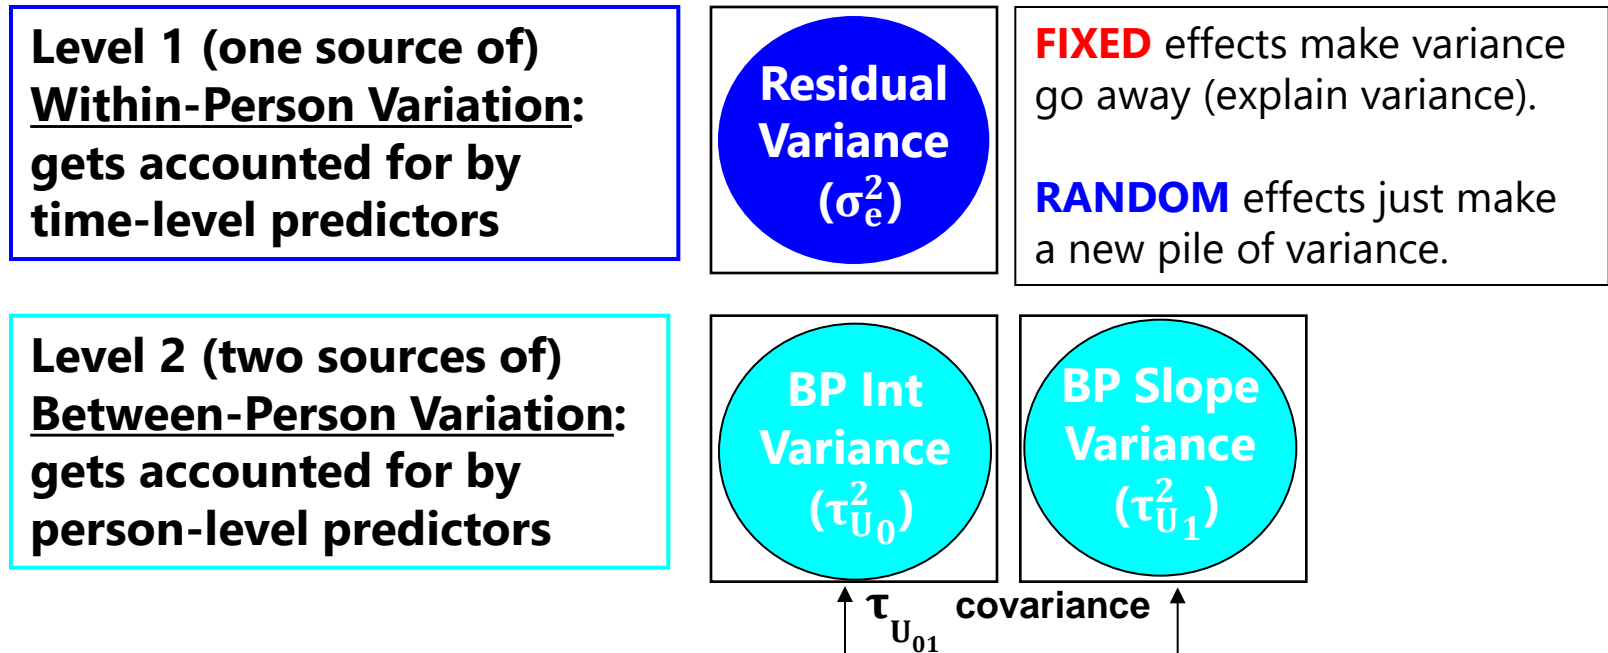 Level 1 (one source of)
Within-Person Variation:
gets accounted for by
time-level predictors
Residual
Variance
(σ²ₑ)
FIXED effects make variance
go away (explain variance).
RANDOM effects just make
a new pile of variance.
Level 2 (two sources of)
Between-Person Variation:
gets accounted for by
person-level predictors
BP Int
Variance
(τ²U₀)
BP Slope
Variance
(τ²U₁)
τU₀₁ covariance